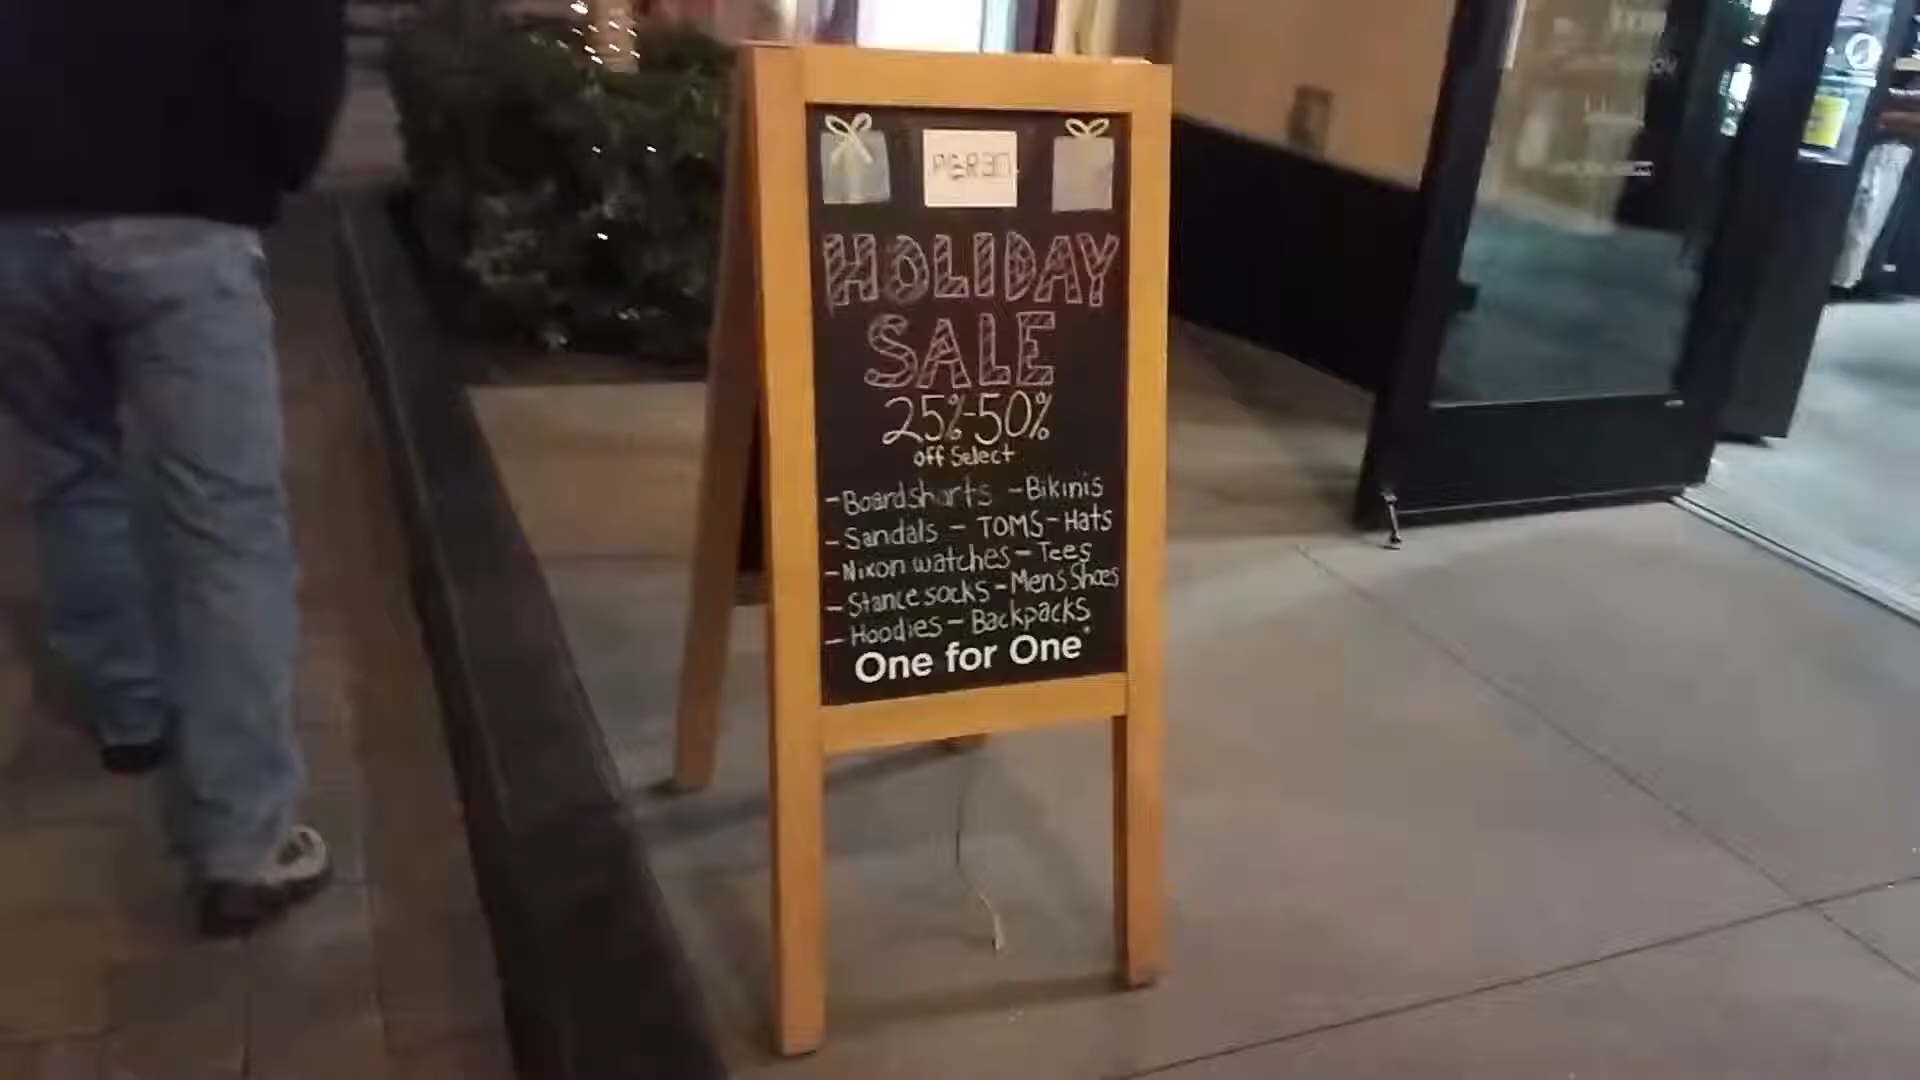 HOLIDAY
SALE
25%-50%
off Select
-Boardshorts -Bikinis
-Sandals - TOMS-Hats
-Nixon watches-Tees
-Stance socks-Mens Shoes
-Hoodies-Backpacks
One for One